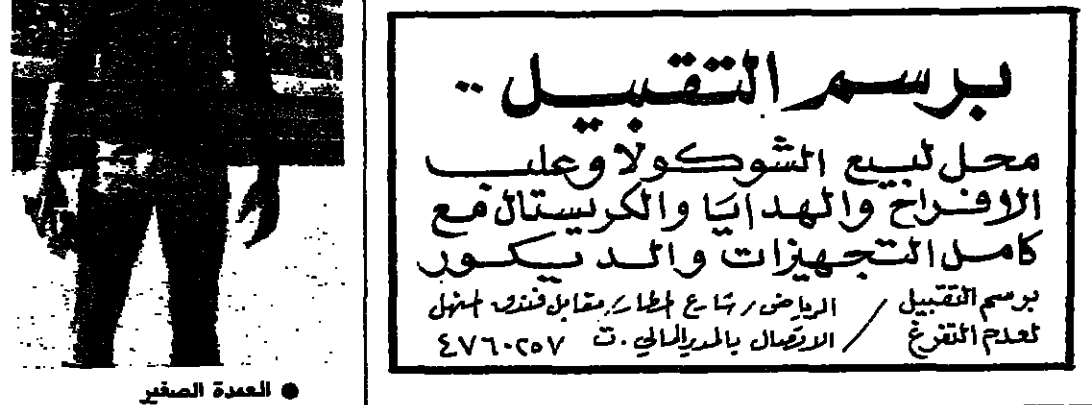 برسم التقبيل ..
محل لبيع الشوكولا وعلب
الافراح والهدايا والكريستال مع
كامل التجهيزات والديكور
برسم التقبيل / الرياض / شارع المطار مقابل فندق
لعدم التفرغ / الاتصال بالمدير المالي . ت ٤٧٦٠٢٥٧
● العمدة الصغير